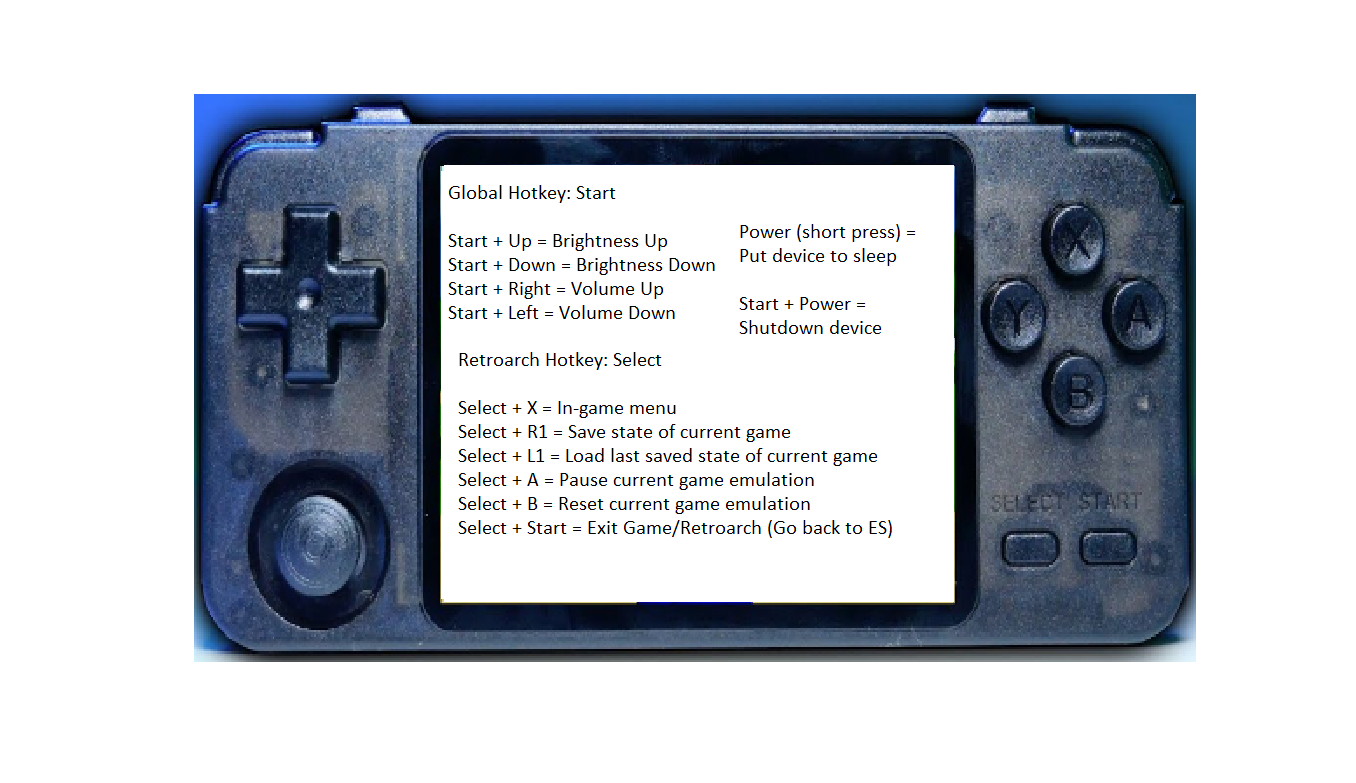 Global Hotkey: Start
Start + Up = Brightness Up
Start + Down = Brightness Down
Start + Right = Volume Up
Start + Left = Volume Down
Power (short press) =
Put device to sleep
Start + Power =
Shutdown device
Retroarch Hotkey: Select
Select + X = In-game menu
Select + R1 = Save state of current game
Select + L1 = Load last saved state of current game
Select + A = Pause current game emulation
Select + B = Reset current game emulation
Select + Start = Exit Game/Retroarch (Go back to ES)
X
Y
A
B
SELECT START